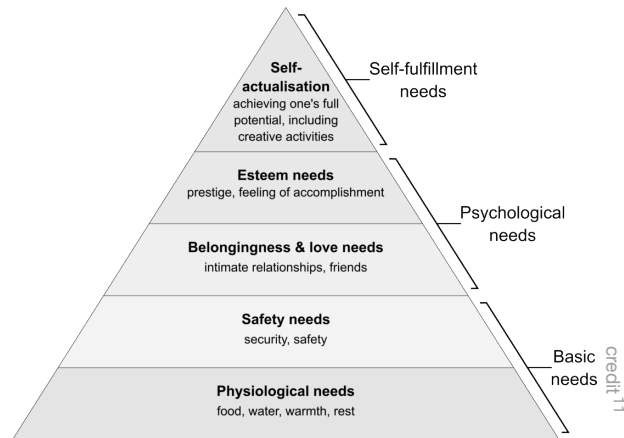 Self-
actualisation
achieving one's full
potential, including
creative activities
Self-fulfillment
needs
Esteem needs
prestige, feeling of accomplishment
Psychological
needs
Belongingness & love needs
intimate relationships, friends
Safety needs
security, safety
Basic
needs
Physiological needs
food, water, warmth, rest
credit 11